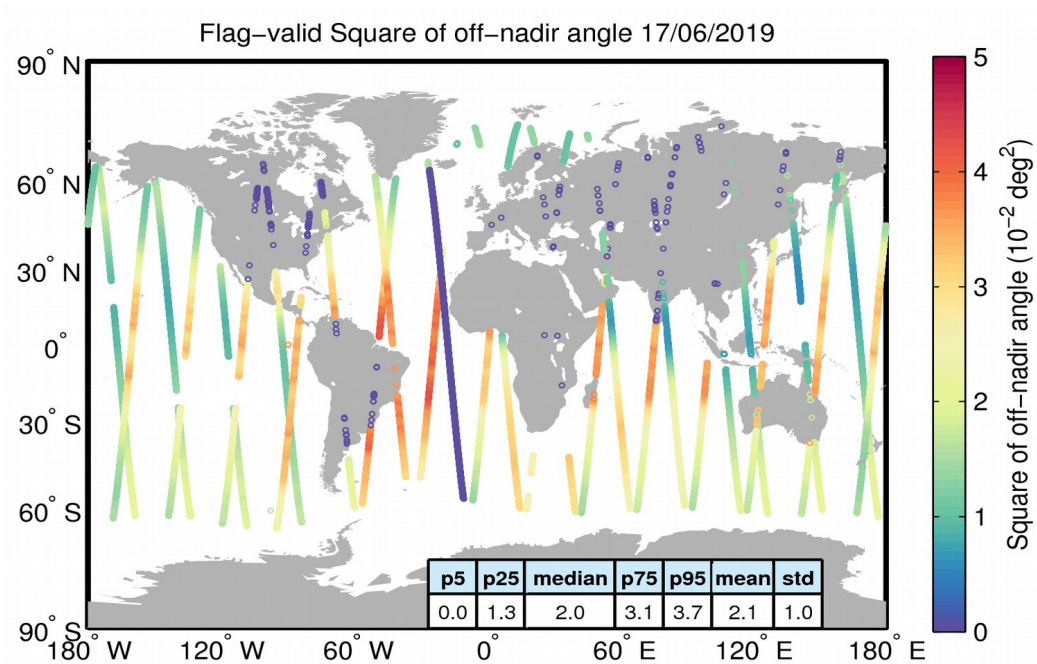 Flag−valid Square of off−nadir angle 17/06/2019
90° N
60° N
30° N
0°
30° S
60° S
90° S
180° W
120° W
60° W
0°
60° E
120° E
180° E
p5 p25 median p75 p95 mean std
0.0 1.3 2.0 3.1 3.7 2.1 1.0
5
4
3
2
1
0
Square of off−nadir angle (10⁻² deg²)